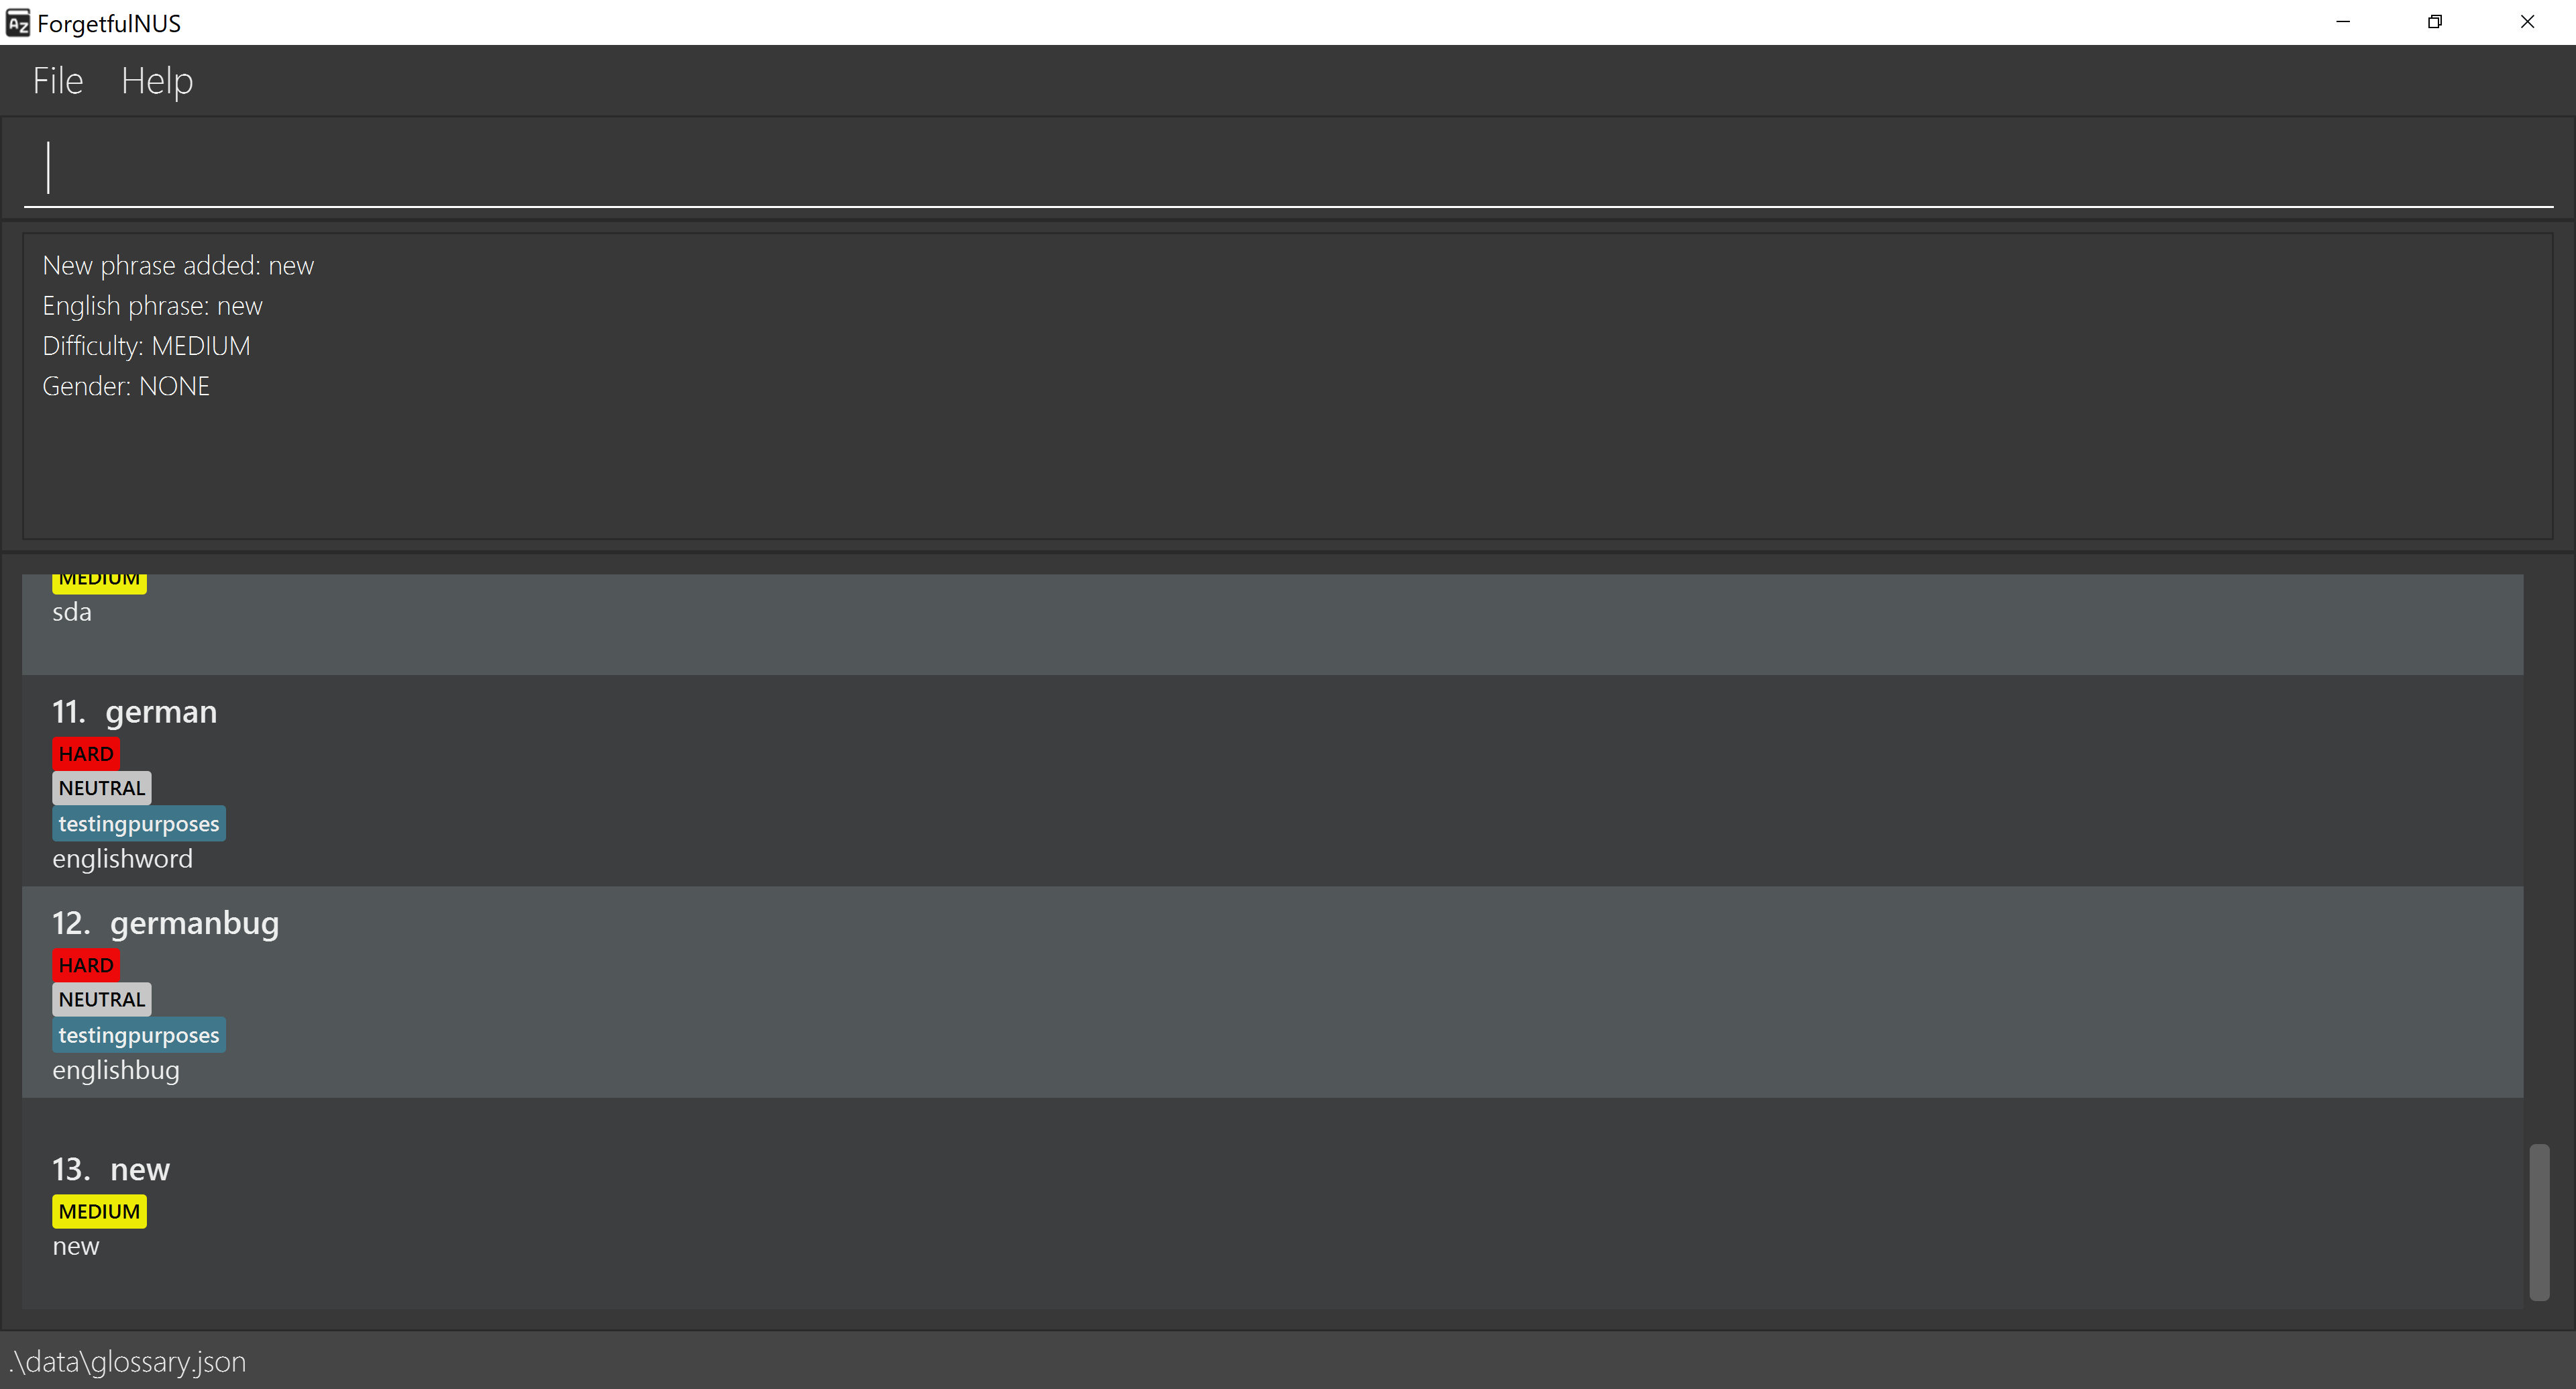 ForgetfulNUS
File Help
New phrase added: new
English phrase: new
Difficulty: MEDIUM
Gender: NONE
MEDIUM
sda
11. german
HARD
NEUTRAL
testingpurposes
englishword
12. germanbug
HARD
NEUTRAL
testingpurposes
englishbug
13. new
MEDIUM
new
.\data\glossary.json